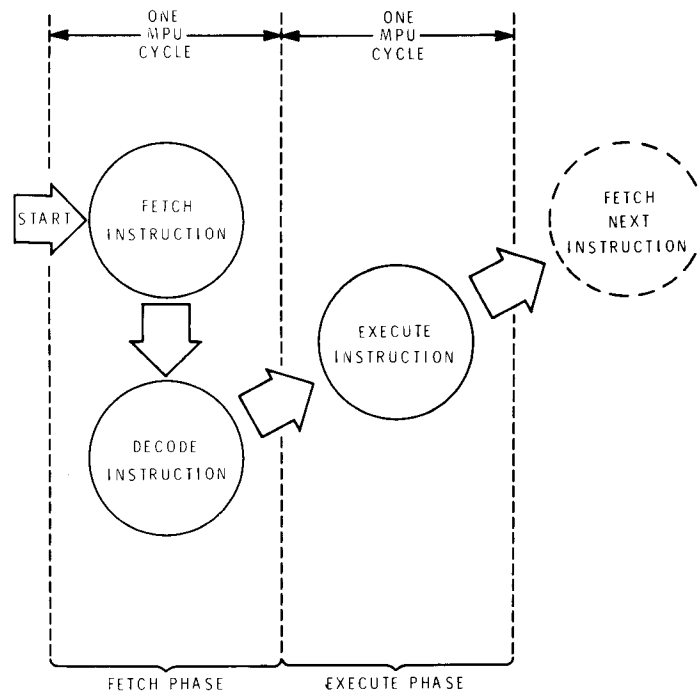 ONE
MPU
CYCLE
ONE
MPU
CYCLE
START
FETCH
INSTRUCTION
FETCH
NEXT
INSTRUCTION
EXECUTE
INSTRUCTION
DECODE
INSTRUCTION
FETCH PHASE
EXECUTE PHASE